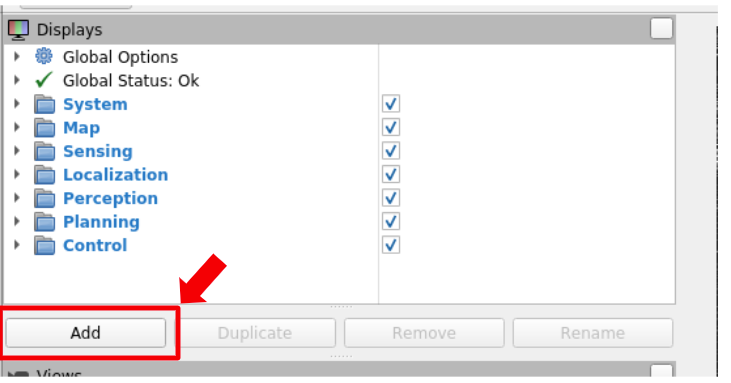 Displays
Global Options
Global Status: Ok
System
Map
Sensing
Localization
Perception
Planning
Control
Add Duplicate Remove Rename
Views